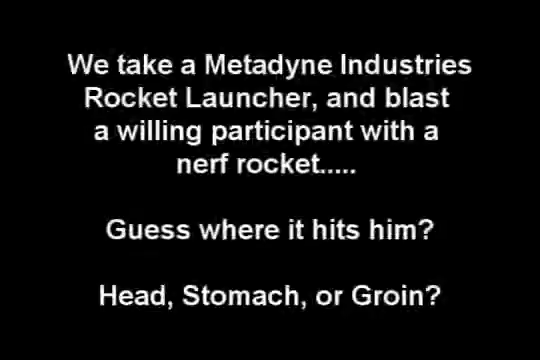 We take a Metadyne Industries
Rocket Launcher, and blast
a willing participant with a
nerf rocket.....
Guess where it hits him?
Head, Stomach, or Groin?